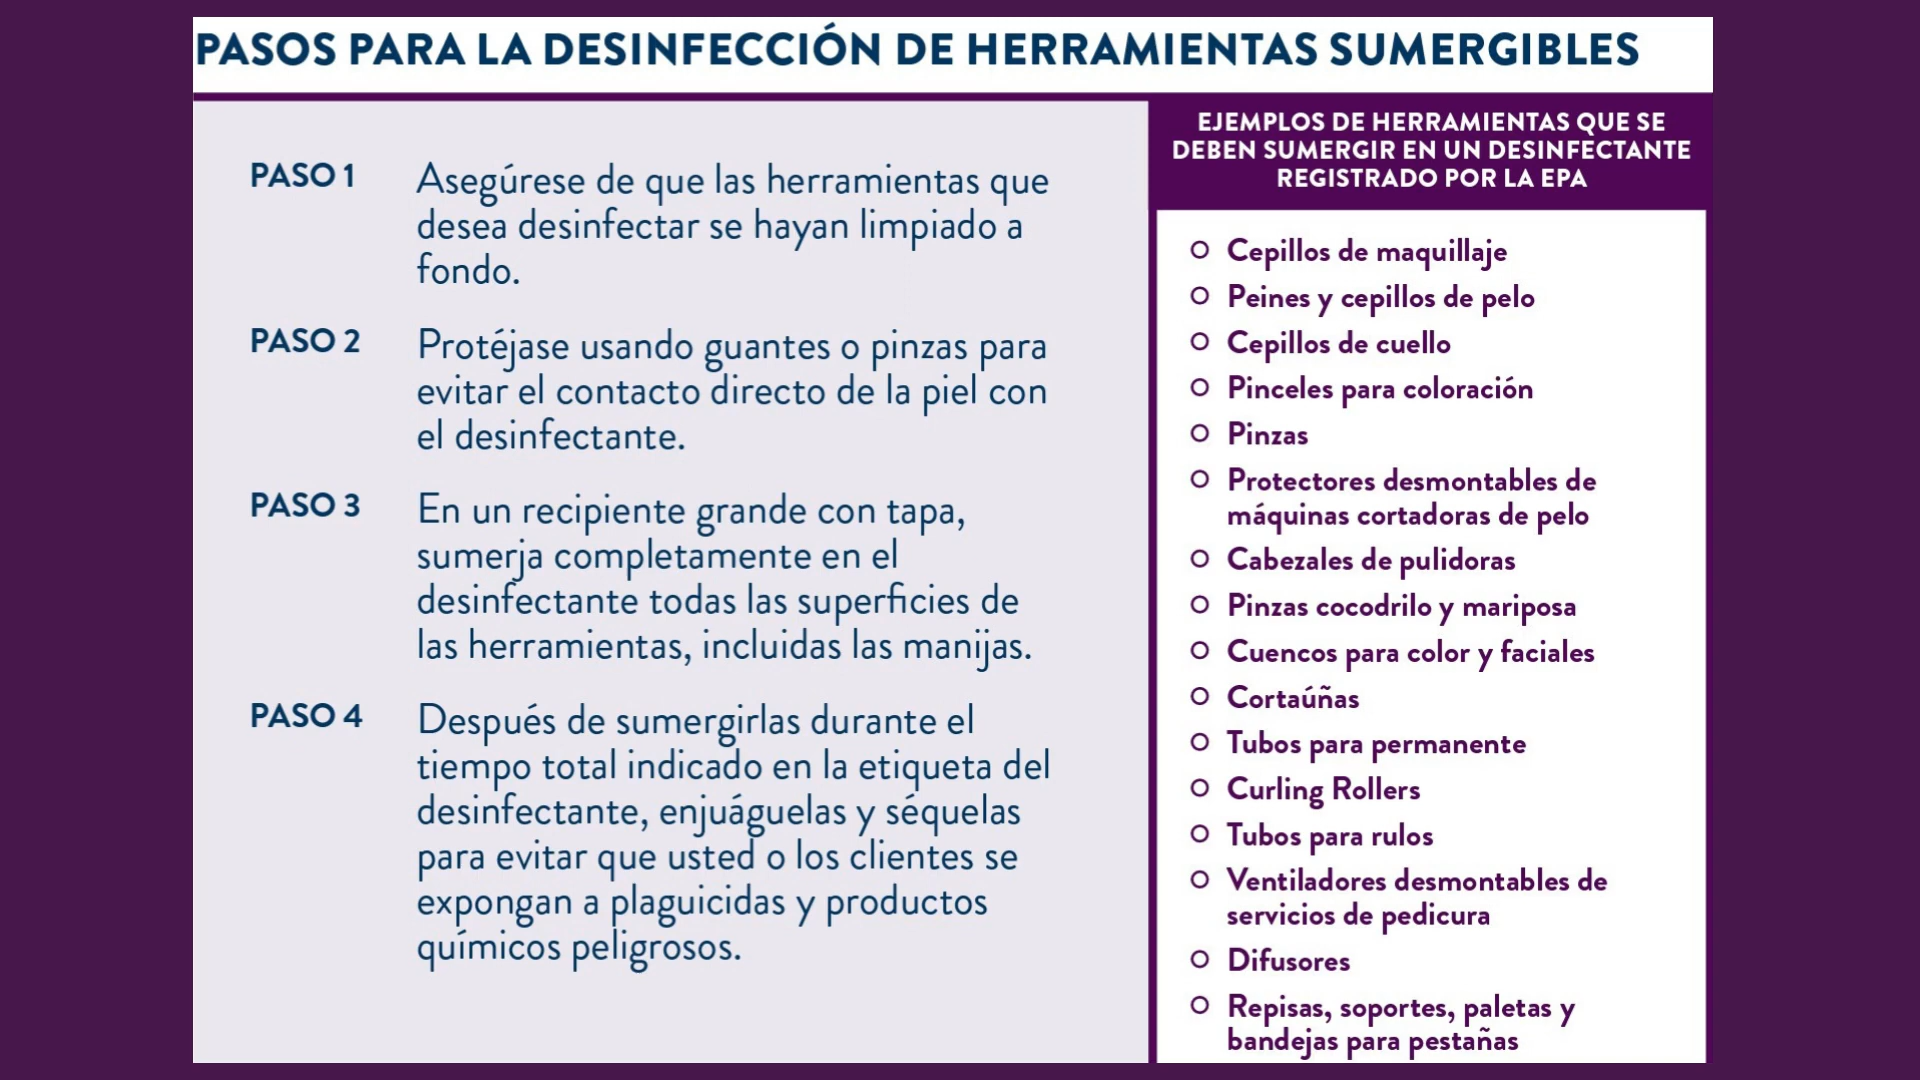 PASOS PARA LA DESINFECCIÓN DE HERRAMIENTAS SUMERGIBLES
PASO 1
Asegúrese de que las herramientas que
desea desinfectar se hayan limpiado a
fondo.
PASO 2
Protéjase usando guantes o pinzas para
evitar el contacto directo de la piel con
el desinfectante.
PASO 3
En un recipiente grande con tapa,
sumerja completamente en el
desinfectante todas las superficies de
las herramientas, incluidas las manijas.
PASO 4
Después de sumergirlas durante el
tiempo total indicado en la etiqueta del
desinfectante, enjuáguelas y séquelas
para evitar que usted o los clientes se
expongan a plaguicidas y productos
químicos peligrosos.
EJEMPLOS DE HERRAMIENTAS QUE SE
DEBEN SUMERGIR EN UN DESINFECTANTE
REGISTRADO POR LA EPA
Cepillos de maquillaje
Peines y cepillos de pelo
Cepillos de cuello
Pinceles para coloración
Pinzas
Protectores desmontables de
máquinas cortadoras de pelo
Cabezales de pulidoras
Pinzas cocodrilo y mariposa
Cuencos para color y faciales
Cortaúñas
Tubos para permanente
Curling Rollers
Tubos para rulos
Ventiladores desmontables de
servicios de pedicura
Difusores
Repisas, soportes, paletas y
bandejas para pestañas